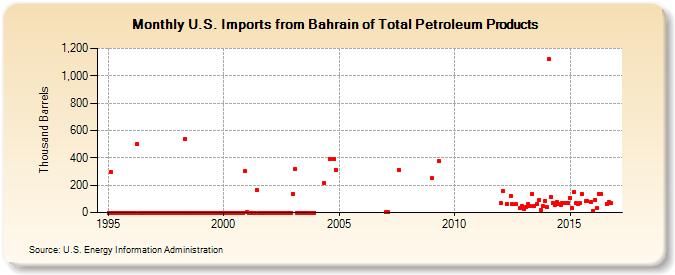 Monthly U.S. Imports from Bahrain of Total Petroleum Products
Thousand Barrels
1,200
1,000
800
600
400
200
0
1995 2000 2005 2010 2015
Source: U.S. Energy Information Administration